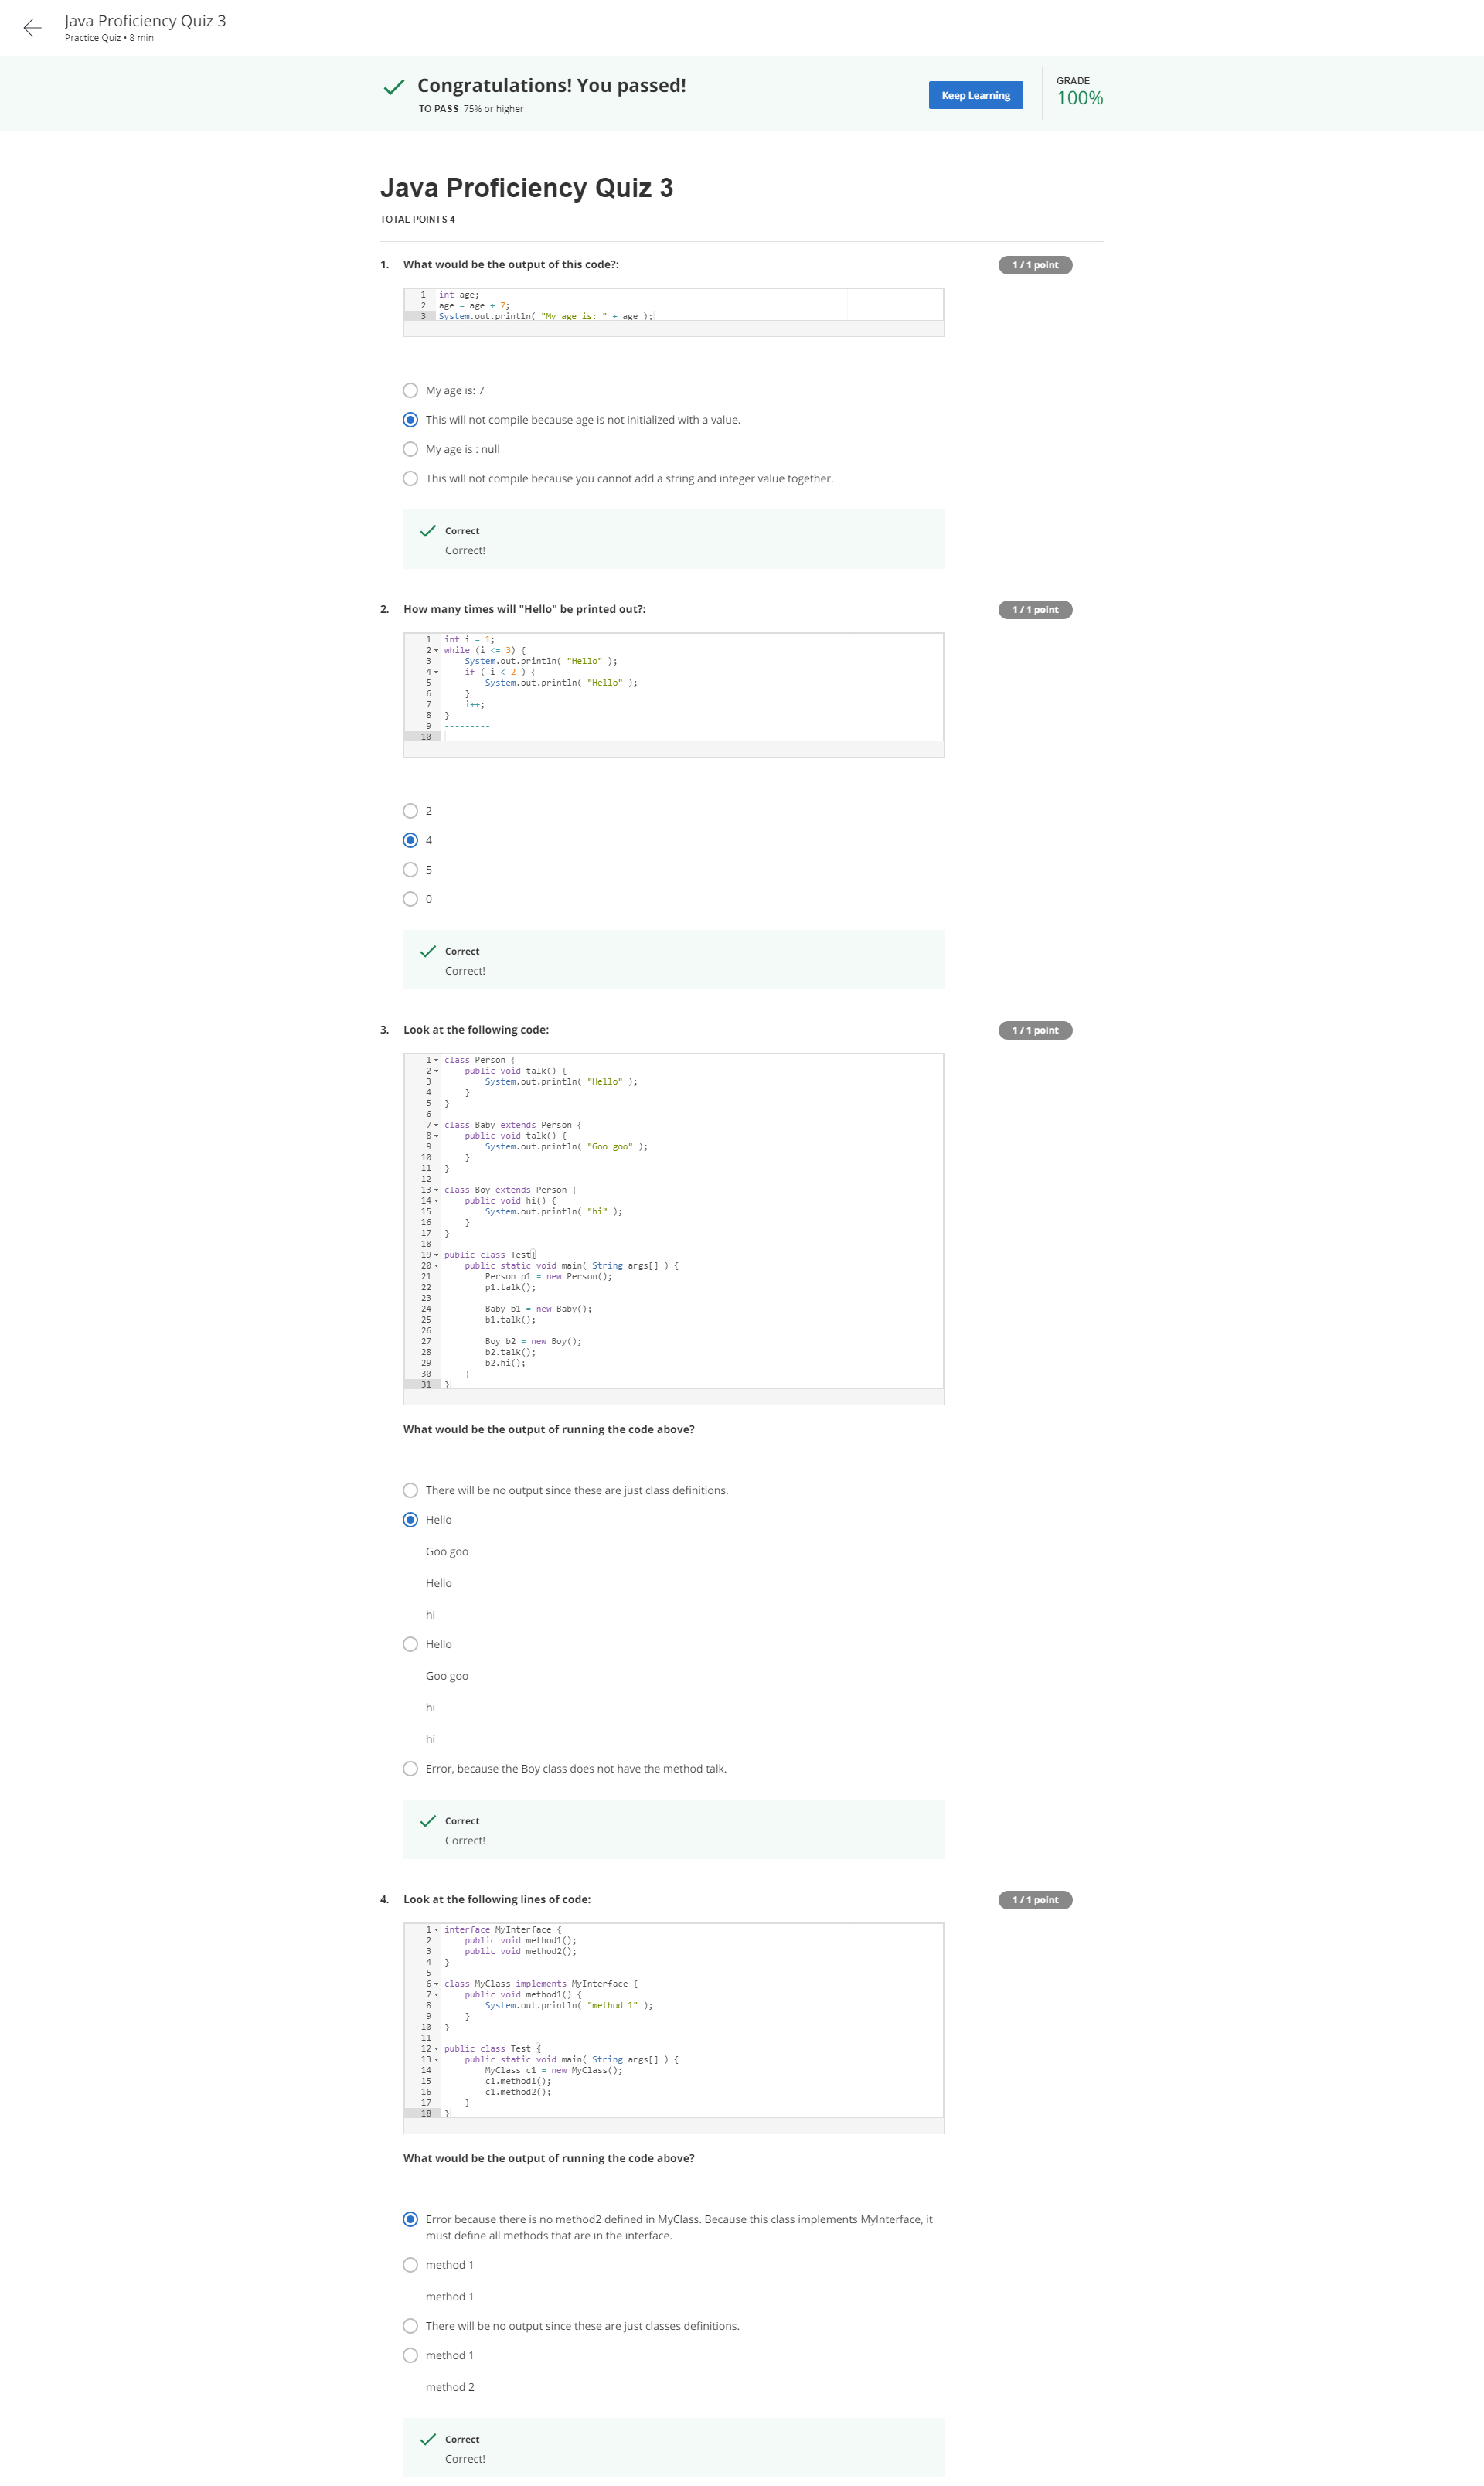 Java Proficiency Quiz 3
Practice Quiz • 8 min
Congratulations! You passed!
TO PASS 75% or higher
Keep Learning
GRADE
100%
Java Proficiency Quiz 3
TOTAL POINTS 4
1. What would be the output of this code?:
1 / 1 point
1 int age;
2 age = age + 7;
3 System.out.println( "My age is: " + age );
My age is: 7
This will not compile because age is not initialized with a value.
My age is : null
This will not compile because you cannot add a string and integer value together.
Correct
Correct!
2. How many times will "Hello" be printed out?:
1 / 1 point
1 int i = 1;
2 while (i <= 3) {
3 System.out.println( "Hello" );
4 if ( i < 2 ) {
5 System.out.println( "Hello" );
6 }
7 i++;
8 }
9 ---------
10
2
4
5
0
Correct
Correct!
3. Look at the following code:
1 / 1 point
1 class Person {
2 public void talk() {
3 System.out.println( "Hello" );
4 }
5 }
6
7 class Baby extends Person {
8 public void talk() {
9 System.out.println( "Goo goo" );
10 }
11 }
12
13 class Boy extends Person {
14 public void hi() {
15 System.out.println( "hi" );
16 }
17 }
18
19 public class Test{
20 public static void main( String args[] ) {
21 Person p1 = new Person();
22 p1.talk();
23
24 Baby b1 = new Baby();
25 b1.talk();
26
27 Boy b2 = new Boy();
28 b2.talk();
29 b2.hi();
30 }
31 }
What would be the output of running the code above?
There will be no output since these are just class definitions.
Hello
Goo goo
Hello
hi
Hello
Goo goo
hi
hi
Error, because the Boy class does not have the method talk.
Correct
Correct!
4. Look at the following lines of code:
1 / 1 point
1 interface MyInterface {
2 public void method1();
3 public void method2();
4 }
5
6 class MyClass implements MyInterface {
7 public void method1() {
8 System.out.println( "method 1" );
9 }
10 }
11
12 public class Test {
13 public static void main( String args[] ) {
14 MyClass c1 = new MyClass();
15 c1.method1();
16 c1.method2();
17 }
18 }
What would be the output of running the code above?
Error because there is no method2 defined in MyClass. Because this class implements MyInterface, it
must define all methods that are in the interface.
method 1
method 1
There will be no output since these are just classes definitions.
method 1
method 2
Correct
Correct!